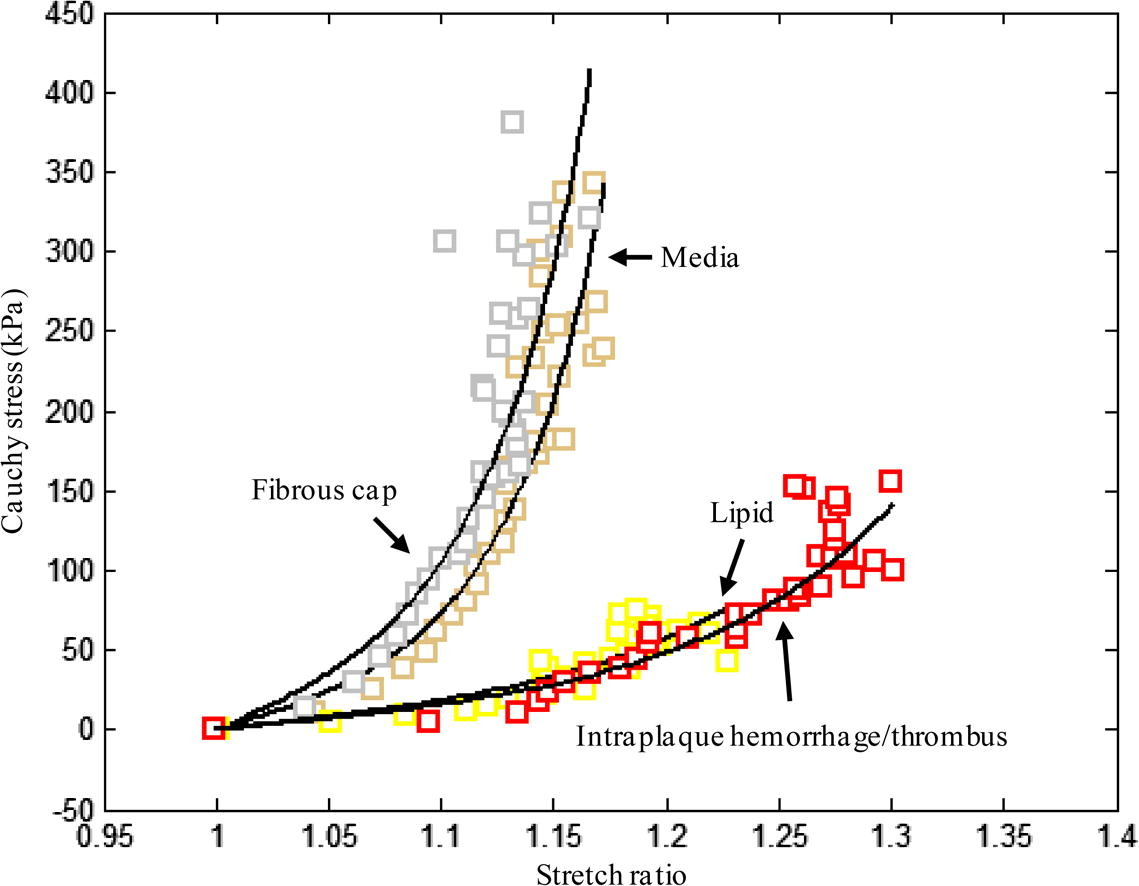 450
400
350
300
250
200
150
100
50
0
-50
Cauchy stress (kPa)
Media
Fibrous cap
Lipid
Intraplaque hemorrhage/thrombus
0.95 1 1.05 1.1 1.15 1.2 1.25 1.3 1.35 1.4
Stretch ratio